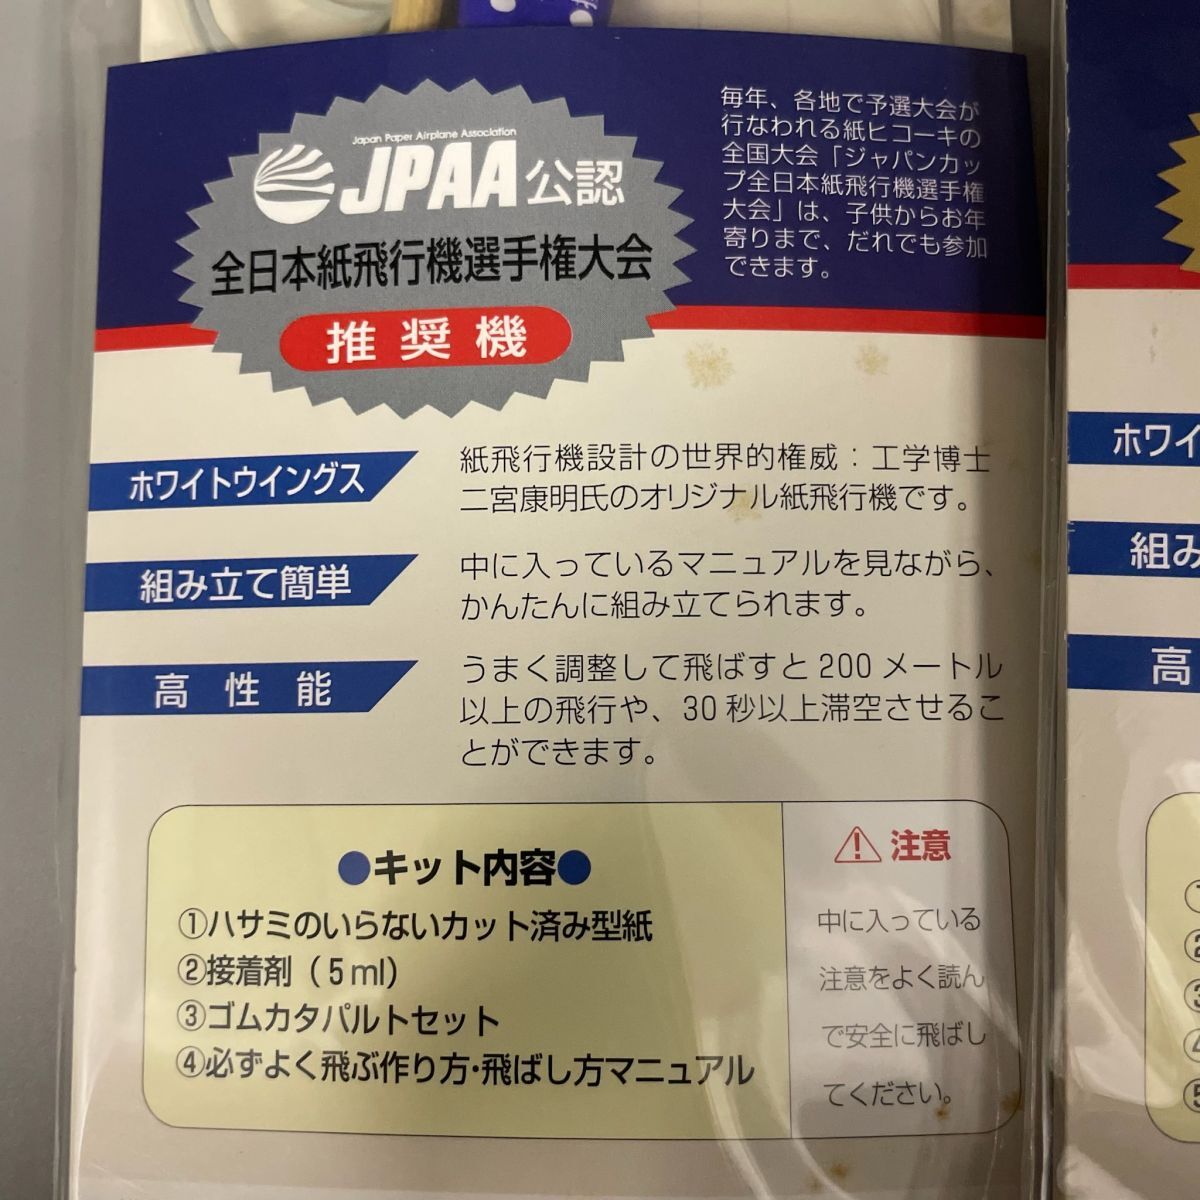 Japan Paper Airplane Association
JPAA公認
全日本紙飛行機選手権大会
推奨機
毎年、各地で予選大会が
行なわれる紙ヒコーキの
全国大会「ジャパンカッ
プ全日本紙飛行機選手権
大会」は、子供からお年
寄りまで、だれでも参加
できます。
ホワイトウイングス
紙飛行機設計の世界的権威：工学博士
二宮康明氏のオリジナル紙飛行機です。
組み立て簡単
中に入っているマニュアルを見ながら、
かんたんに組み立てられます。
高性能
うまく調整して飛ばすと200メートル
以上の飛行や、30秒以上滞空させるこ
とができます。
●キット内容●
①ハサミのいらないカット済み型紙
②接着剤（5ml）
③ゴムカタパルトセット
④必ずよく飛ぶ作り方・飛ばし方マニュアル
注意
中に入っている
注意をよく読ん
で安全に飛ばし
てください。
ホワイ
組み
高
①
②
③
④
⑤